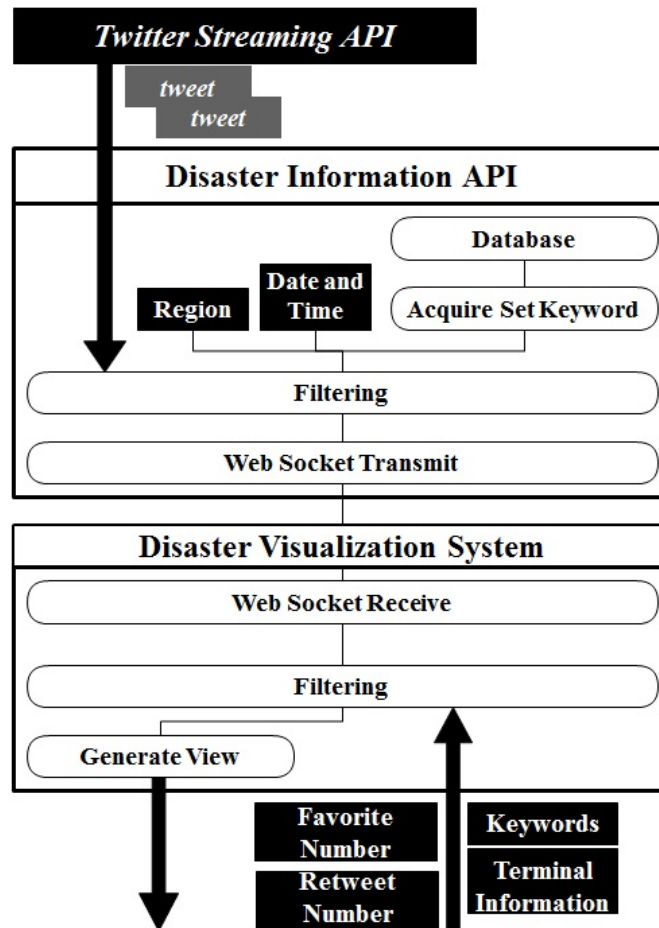 Twitter Streaming API
tweet
tweet
Disaster Information API
Database
Region
Date and
Time
Acquire Set Keyword
Filtering
Web Socket Transmit
Disaster Visualization System
Web Socket Receive
Filtering
Generate View
Favorite
Number
Keywords
Retweet
Number
Terminal
Information